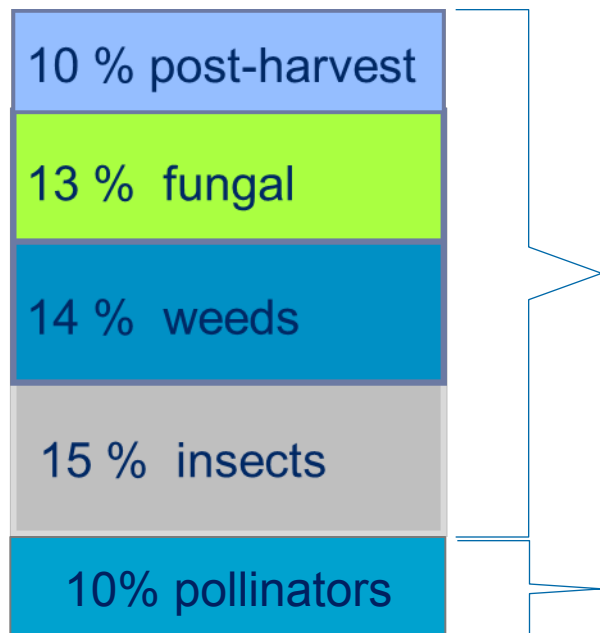 10 % post-harvest
13 % fungal
14 % weeds
15 % insects
10% pollinators